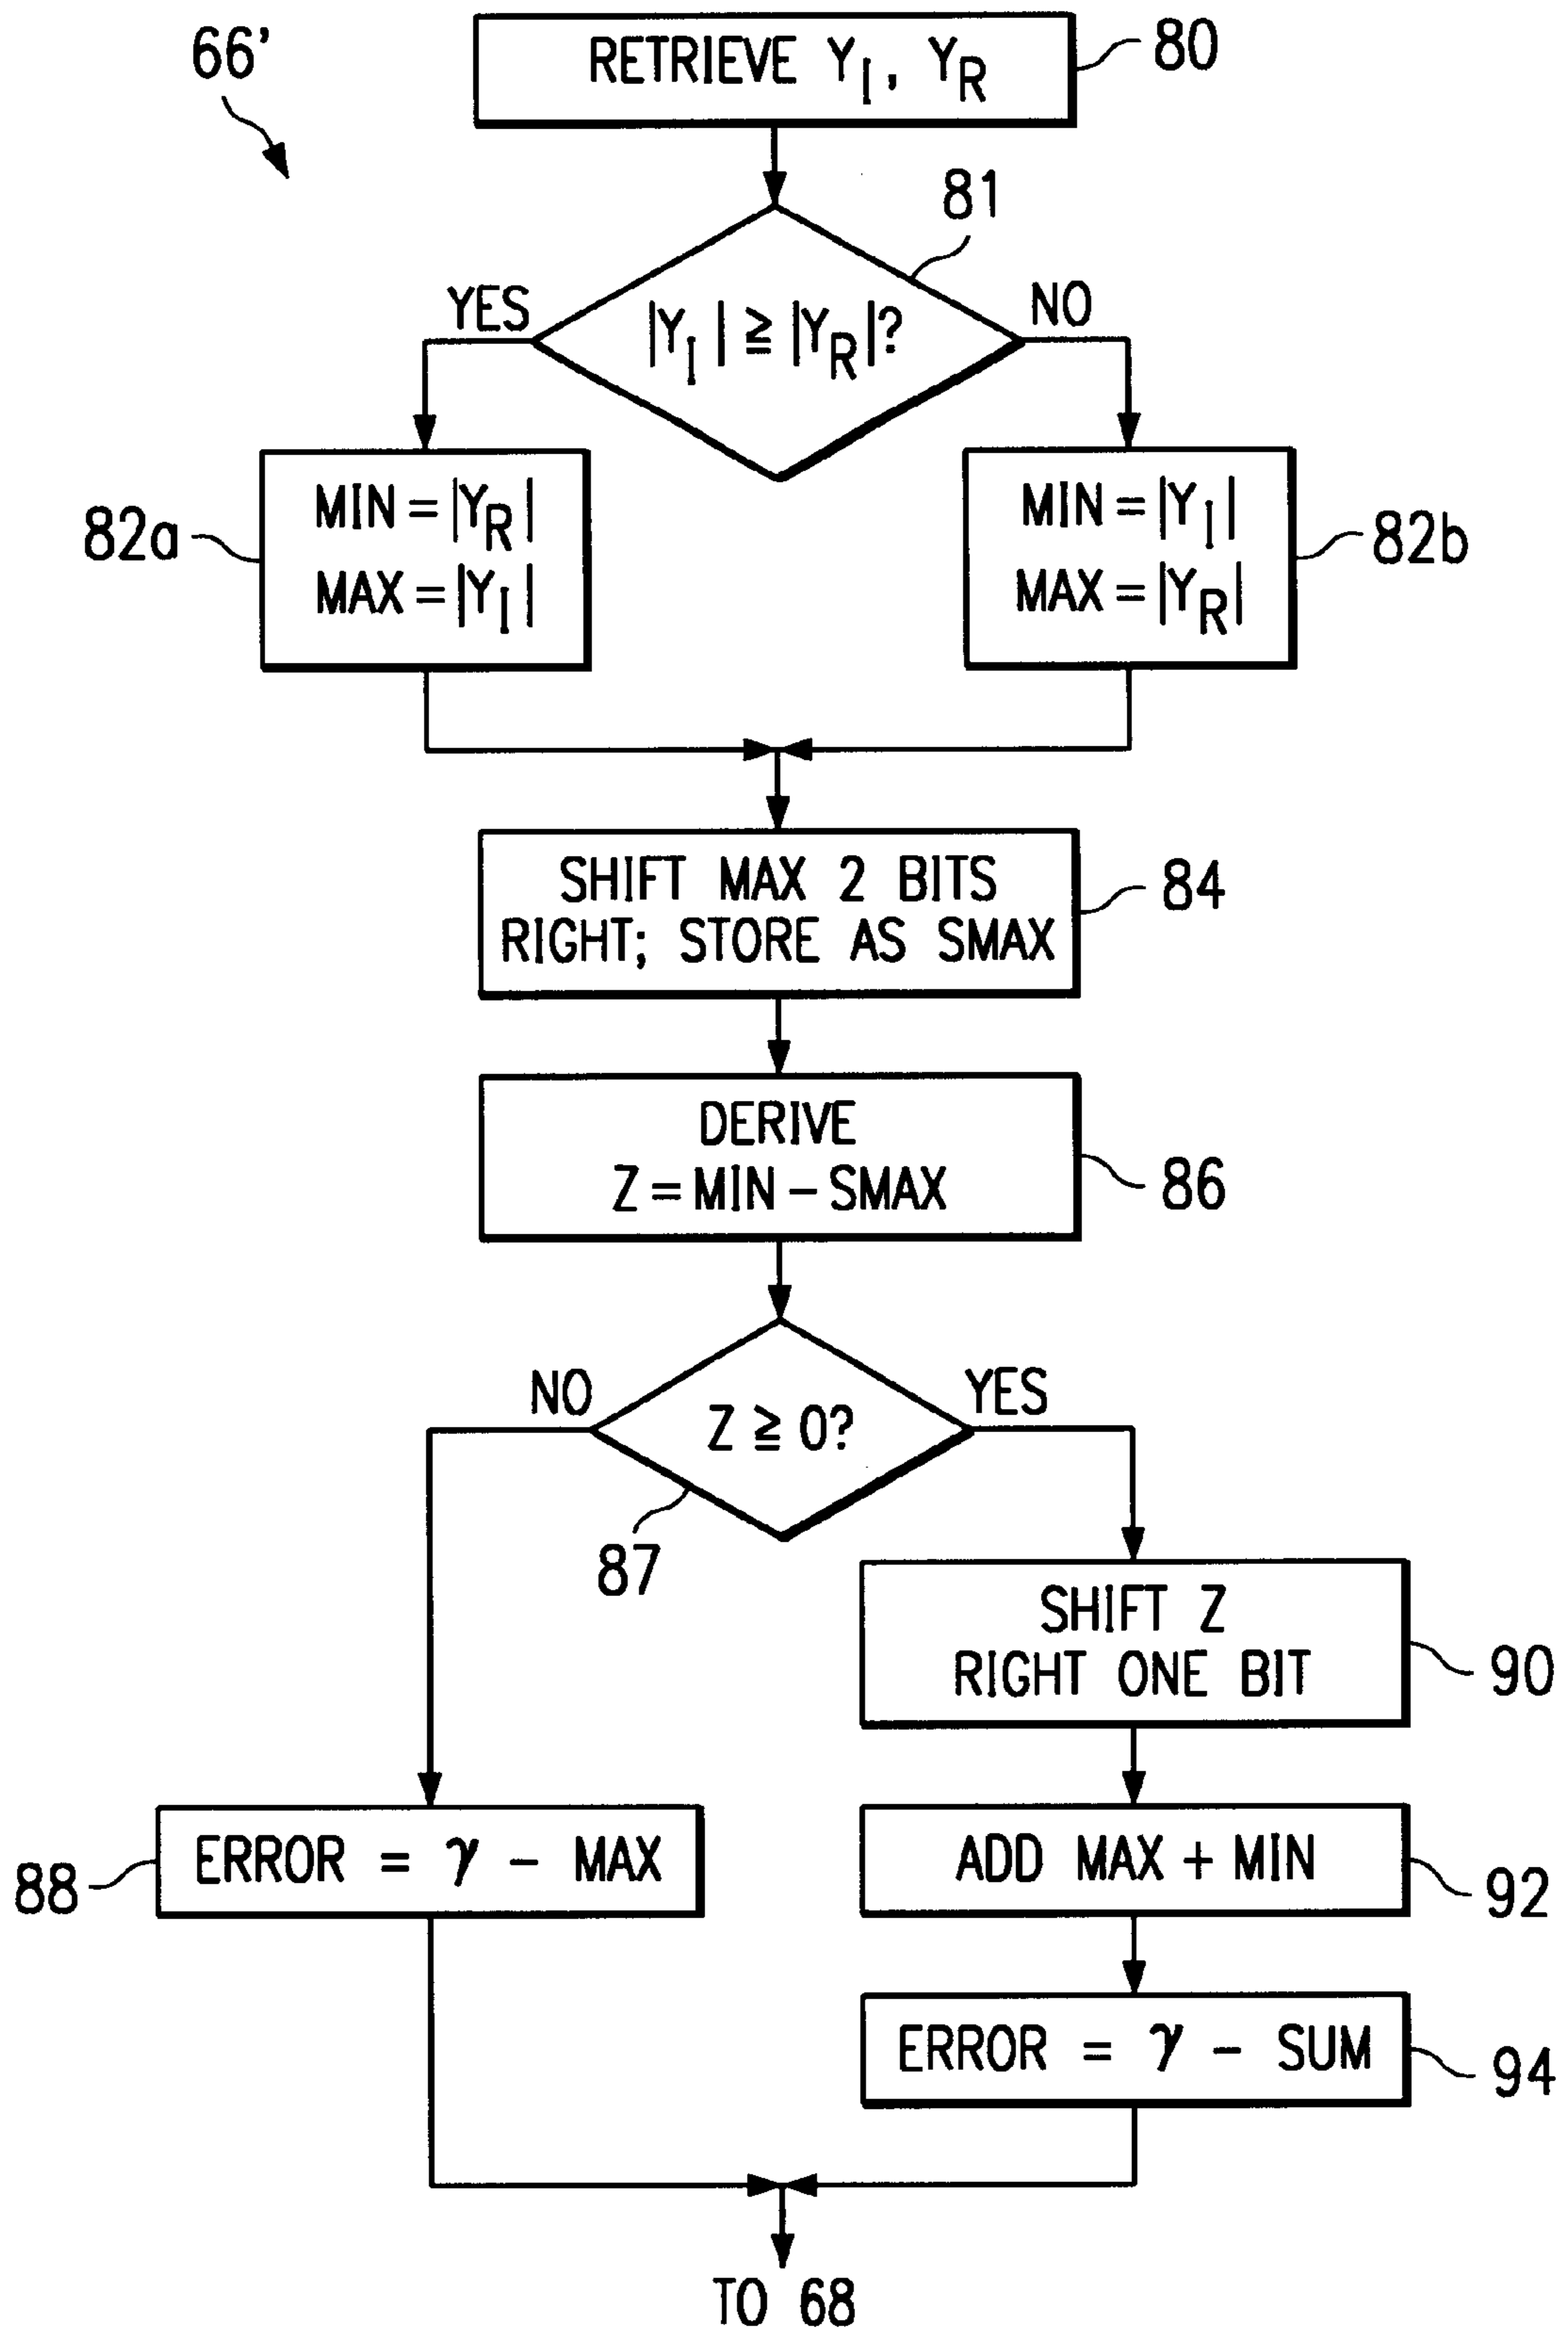 66'
RETRIEVE Y_I, Y_R
80
81
YES
|Y_I| ≧ |Y_R|?
NO
82a
MIN = |Y_R|
MAX = |Y_I|
MIN = |Y_I|
MAX = |Y_R|
82b
SHIFT MAX 2 BITS
RIGHT; STORE AS SMAX
84
DERIVE
Z = MIN – SMAX
86
NO
Z ≧ 0?
YES
87
SHIFT Z
RIGHT ONE BIT
90
88
ERROR = γ – MAX
ADD MAX + MIN
92
ERROR = γ – SUM
94
TO 68